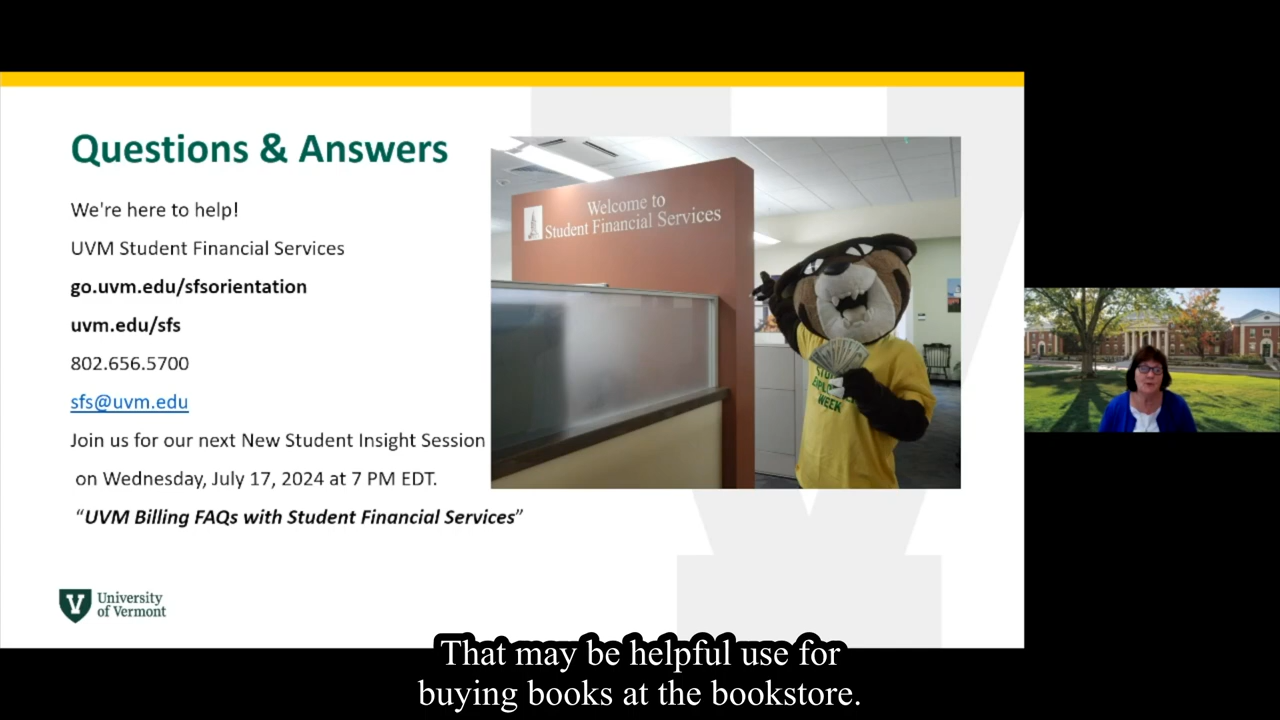 Questions & Answers
We're here to help!
UVM Student Financial Services
go.uvm.edu/sfsorientation
uvm.edu/sfs
802.656.5700
sfs@uvm.edu
Join us for our next New Student Insight Session
on Wednesday, July 17, 2024 at 7 PM EDT.
“UVM Billing FAQs with Student Financial Services”
Welcome to
Student Financial Services
WEEK
University
of Vermont
That may be helpful use for
buying books at the bookstore.